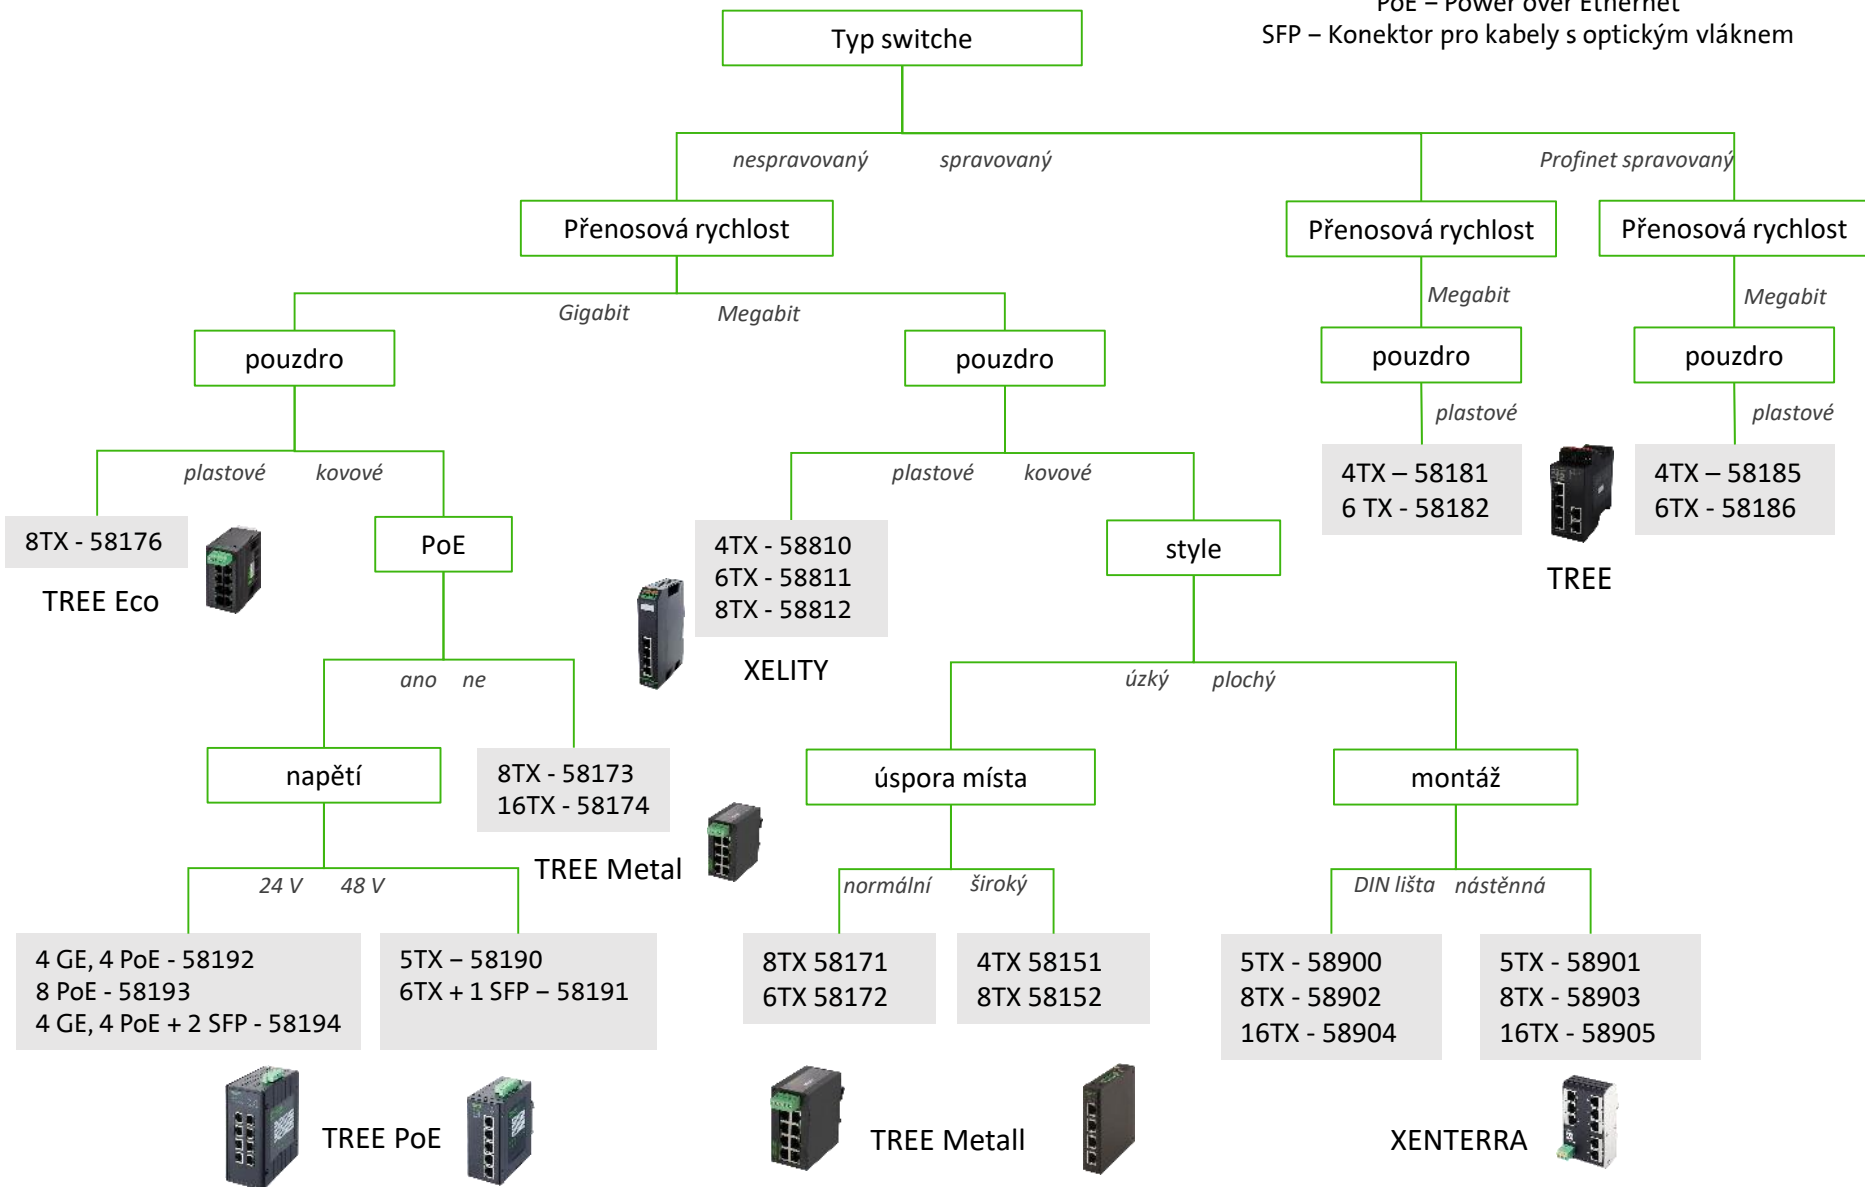 PoE – Power over Ethernet
SFP – Konektor pro kabely s optickým vláknem
Typ switche
nespravovaný
spravovaný
Profinet spravovaný
Přenosová rychlost
Přenosová rychlost
Přenosová rychlost
Gigabit
Megabit
Megabit
Megabit
pouzdro
pouzdro
pouzdro
pouzdro
plastové
kovové
plastové
kovové
plastové
plastové
8TX - 58176
TREE Eco
PoE
4TX - 58810
6TX - 58811
8TX - 58812
XELITY
style
4TX – 58181
6 TX - 58182
4TX – 58185
6TX - 58186
TREE
ano
ne
úzký
plochý
napětí
8TX - 58173
16TX - 58174
TREE Metal
úspora místa
montáž
24 V
48 V
normální
široký
DIN lišta
nástěnná
4 GE, 4 PoE - 58192
8 PoE - 58193
4 GE, 4 PoE + 2 SFP - 58194
5TX – 58190
6TX + 1 SFP – 58191
8TX 58171
6TX 58172
4TX 58151
8TX 58152
5TX - 58900
8TX - 58902
16TX - 58904
5TX - 58901
8TX - 58903
16TX - 58905
TREE PoE
TREE Metall
XENTERRA